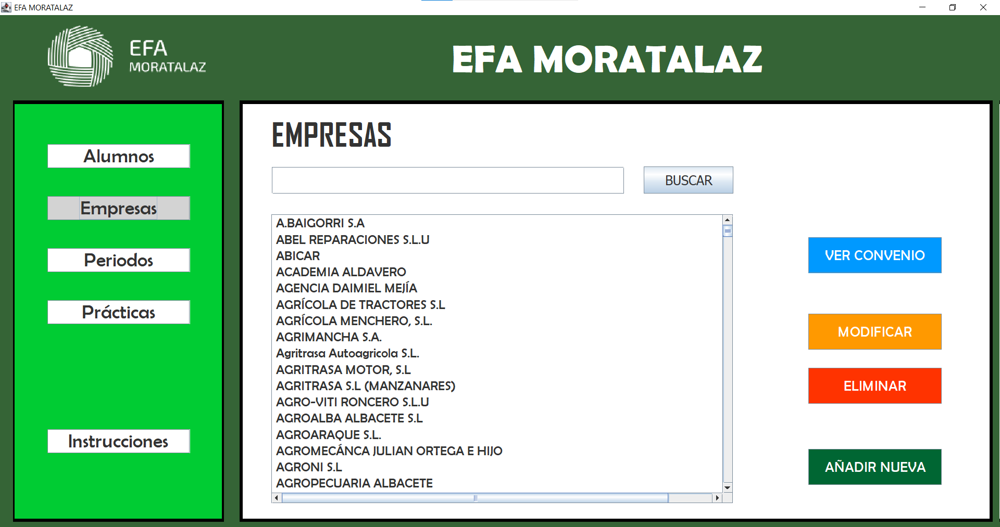 EFA MORATALAZ
EFA
MORATALAZ
EFA MORATALAZ
Alumnos
Empresas
Periodos
Prácticas
Instrucciones
EMPRESAS
BUSCAR
A.BAIGORRI S.A
ABEL REPARACIONES S.L.U
ABICAR
ACADEMIA ALDAVERO
AGENCIA DAIMIEL MEJÍA
AGRÍCOLA DE TRACTORES S.L
AGRÍCOLA MENCHERO, S.L.
AGRIMANCHA S.A.
Agritrasa Autoagricola S.L.
AGRITRASA MOTOR, S.L
AGRITRASA S.L (MANZANARES)
AGRO-VITI RONCERO S.L.U
AGROALBA ALBACETE S.L
AGROARAQUE S.L.
AGROMECÁNCA JULIAN ORTEGA E HIJO
AGRONI S.L
AGROPECUARIA ALBACETE
VER CONVENIO
MODIFICAR
ELIMINAR
AÑADIR NUEVA